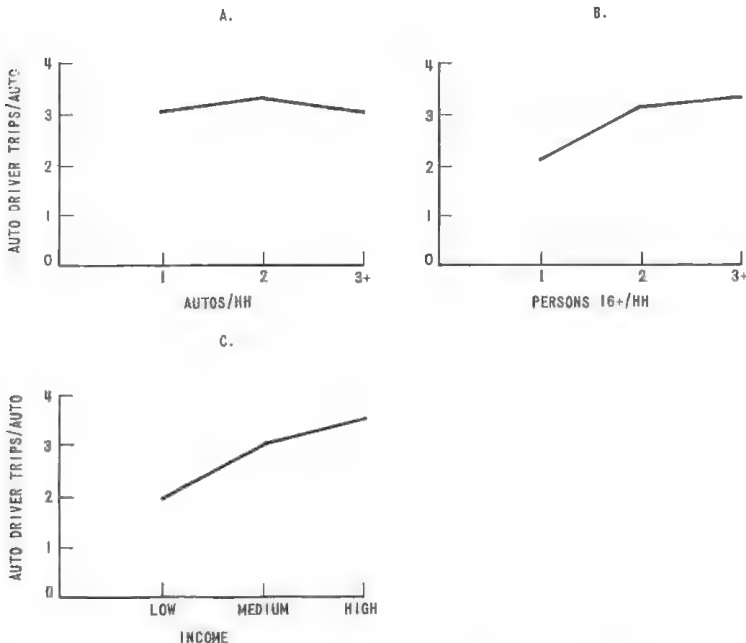 A.
AUTO DRIVER TRIPS/AUTO
4
3
2
1
0
1 2 3+
AUTOS/HH
B.
4
3
2
1
0
1 2 3+
PERSONS 16+/HH
C.
AUTO DRIVER TRIPS/AUTO
4
3
2
1
0
LOW MEDIUM HIGH
INCOME